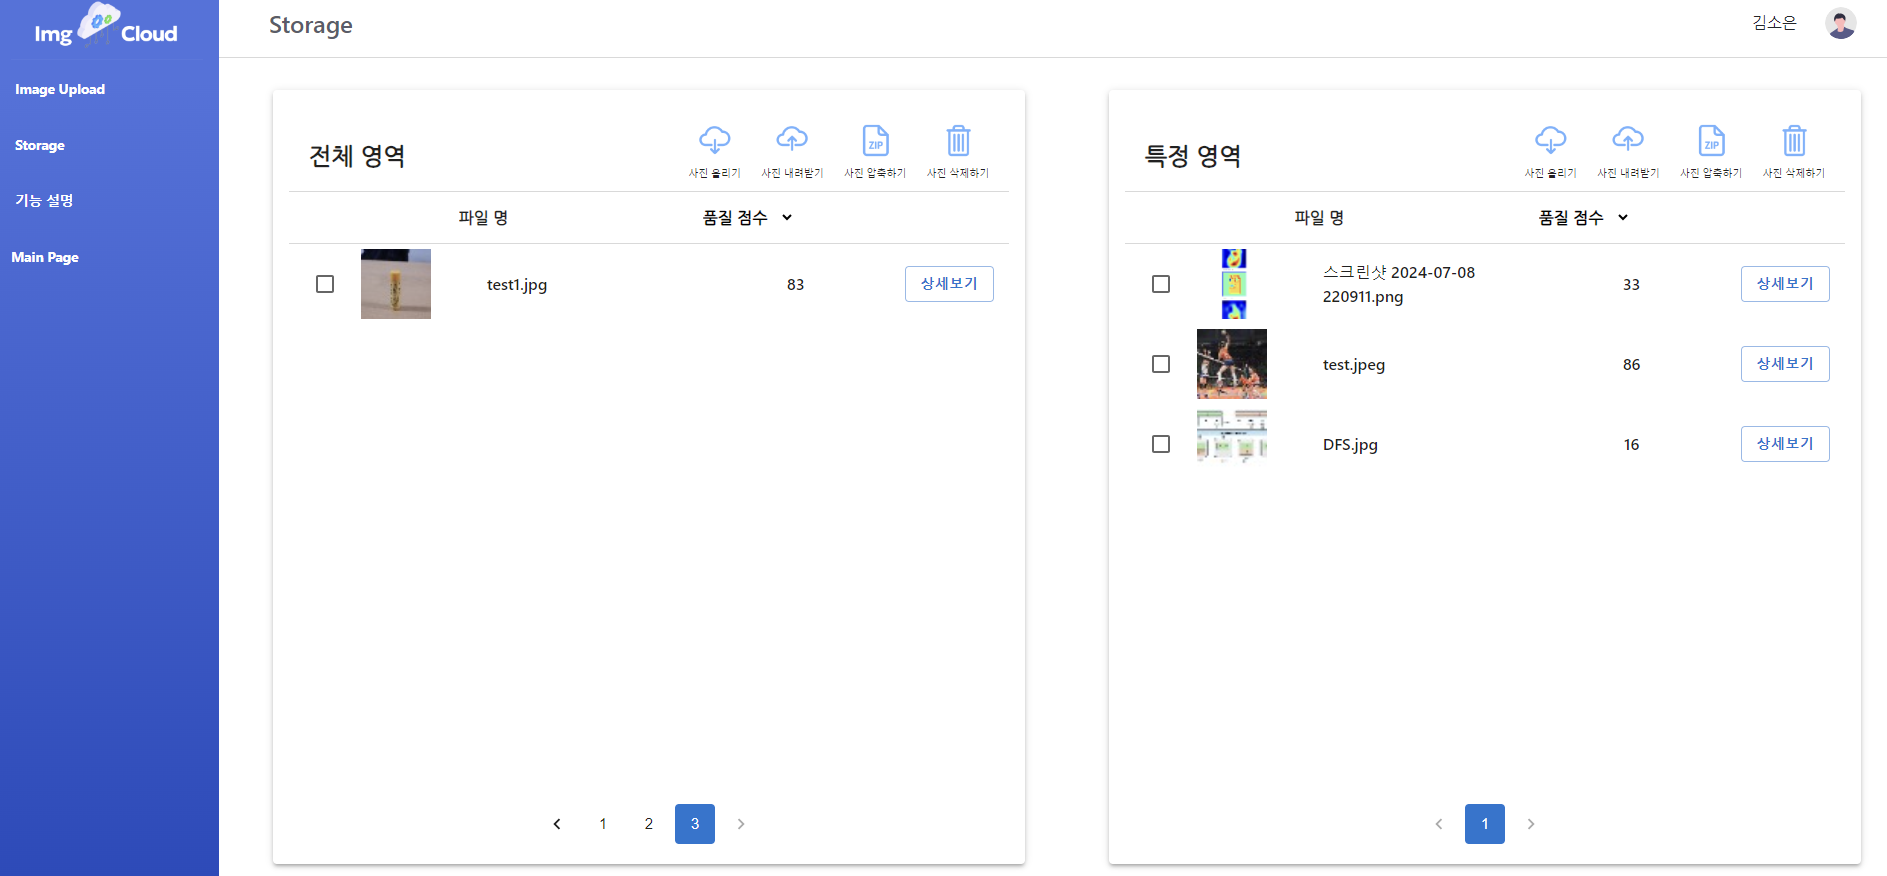 Img Cloud
Storage
김소은
Image Upload
Storage
기능 설명
Main Page
전체 영역
사진 올리기
사진 내려받기
ZIP
사진 압축하기
사진 삭제하기
파일 명
품질 점수
test1.jpg
83
상세보기
1
2
3
특정 영역
사진 올리기
사진 내려받기
ZIP
사진 압축하기
사진 삭제하기
파일 명
품질 점수
스크린샷 2024-07-08
220911.png
33
상세보기
test.jpeg
86
상세보기
DFS.jpg
16
상세보기
1